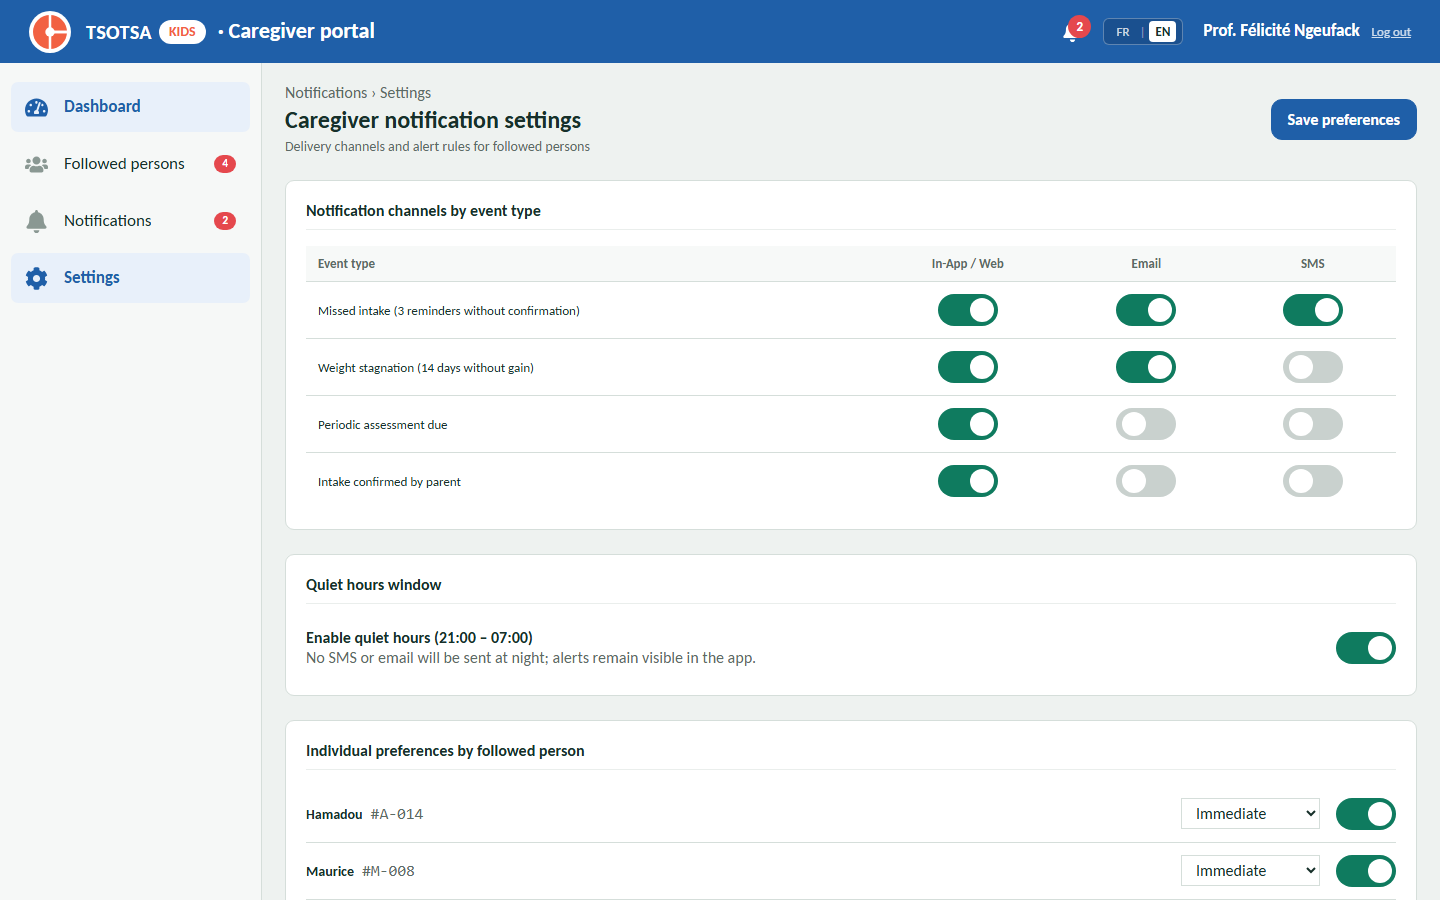 TSOTSA KIDS · Caregiver portal
2
FR | EN
Prof. Félicité Ngeufack Log out
Dashboard
Followed persons 4
Notifications 2
Settings
Notifications › Settings
Caregiver notification settings
Delivery channels and alert rules for followed persons
Save preferences
Notification channels by event type
Event type In-App / Web Email SMS
Missed intake (3 reminders without confirmation)
Weight stagnation (14 days without gain)
Periodic assessment due
Intake confirmed by parent
Quiet hours window
Enable quiet hours (21:00 – 07:00)
No SMS or email will be sent at night; alerts remain visible in the app.
Individual preferences by followed person
Hamadou #A-014 Immediate
Maurice #M-008 Immediate